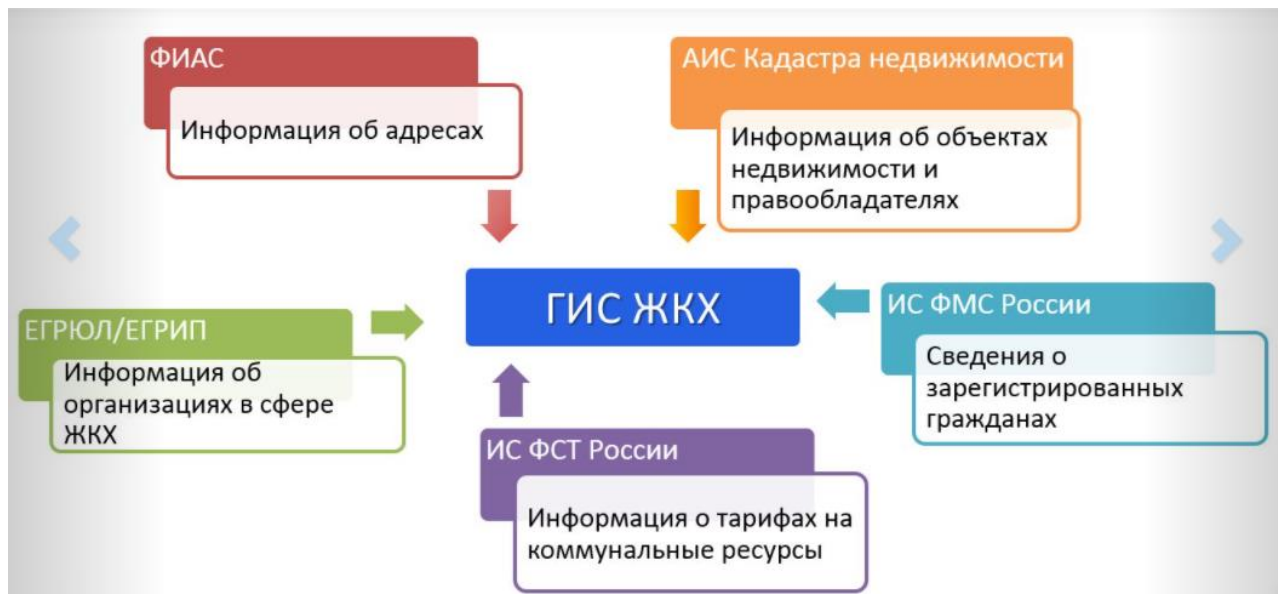 ФИАС
Информация об адресах
АИС Кадастра недвижимости
Информация об объектах
недвижимости и
правообладателях
ГИС ЖКХ
ЕГРЮЛ/ЕГРИП
Информация об
организациях в сфере
ЖКХ
ИС ФМС России
Сведения о
зарегистрированных
гражданах
ИС ФСТ России
Информация о тарифах на
коммунальные ресурсы